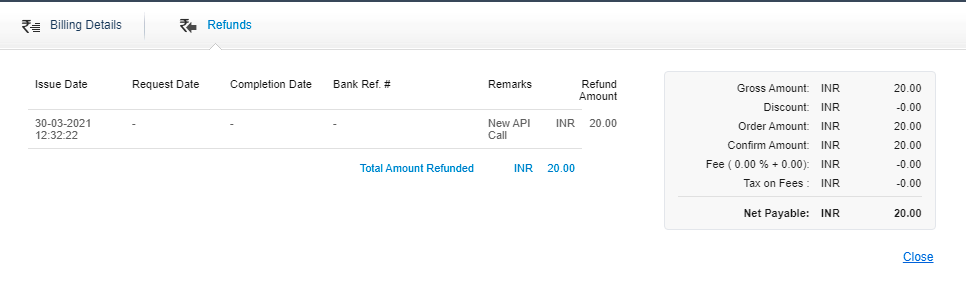 Billing Details
Refunds
Issue Date Request Date Completion Date Bank Ref. # Remarks Refund
Amount
30-03-2021 - - - New API INR 20.00
12:32:22 Call
Total Amount Refunded INR 20.00
Gross Amount: INR 20.00
Discount: INR -0.00
Order Amount: INR 20.00
Confirm Amount: INR 20.00
Fee ( 0.00 % + 0.00): INR -0.00
Tax on Fees : INR -0.00
Net Payable: INR 20.00
Close